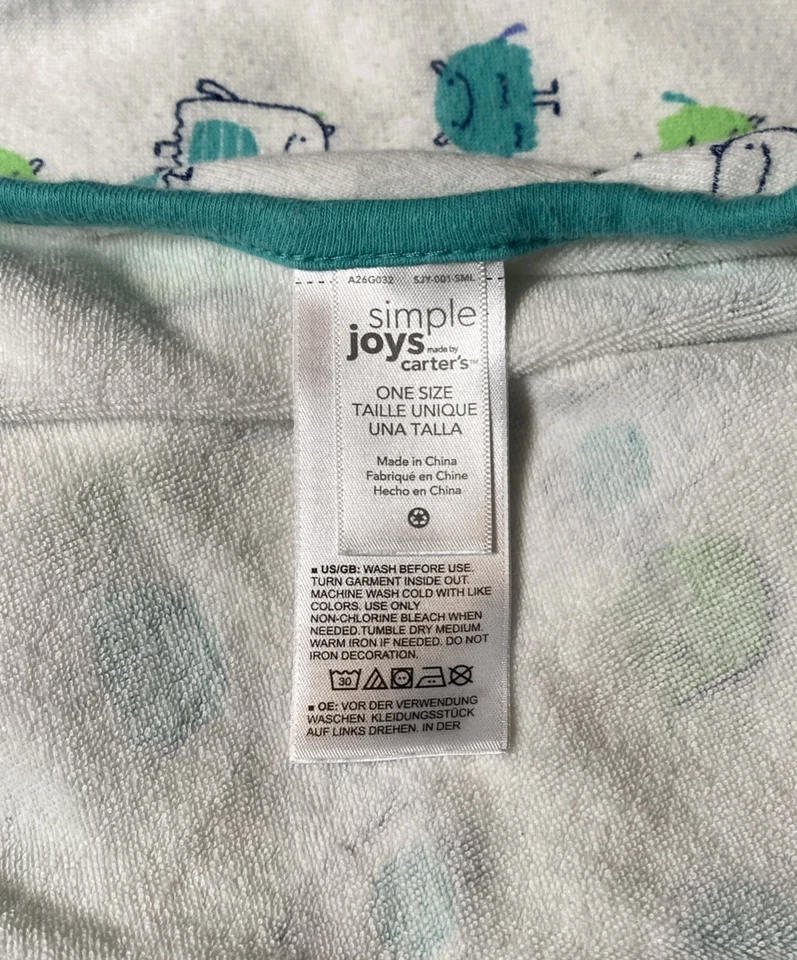 A26G032 SJY-001-SML
simple
joys made by
carter's™
ONE SIZE
TAILLE UNIQUE
UNA TALLA
Made in China
Fabriqué en Chine
Hecho en China
■ US/GB: WASH BEFORE USE.
TURN GARMENT INSIDE OUT.
MACHINE WASH COLD WITH LIKE
COLORS. USE ONLY
NON-CHLORINE BLEACH WHEN
NEEDED.TUMBLE DRY MEDIUM.
WARM IRON IF NEEDED. DO NOT
IRON DECORATION.
30
■ OE: VOR DER VERWENDUNG
WASCHEN. KLEIDUNGSSTÜCK
AUF LINKS DREHEN. IN DER